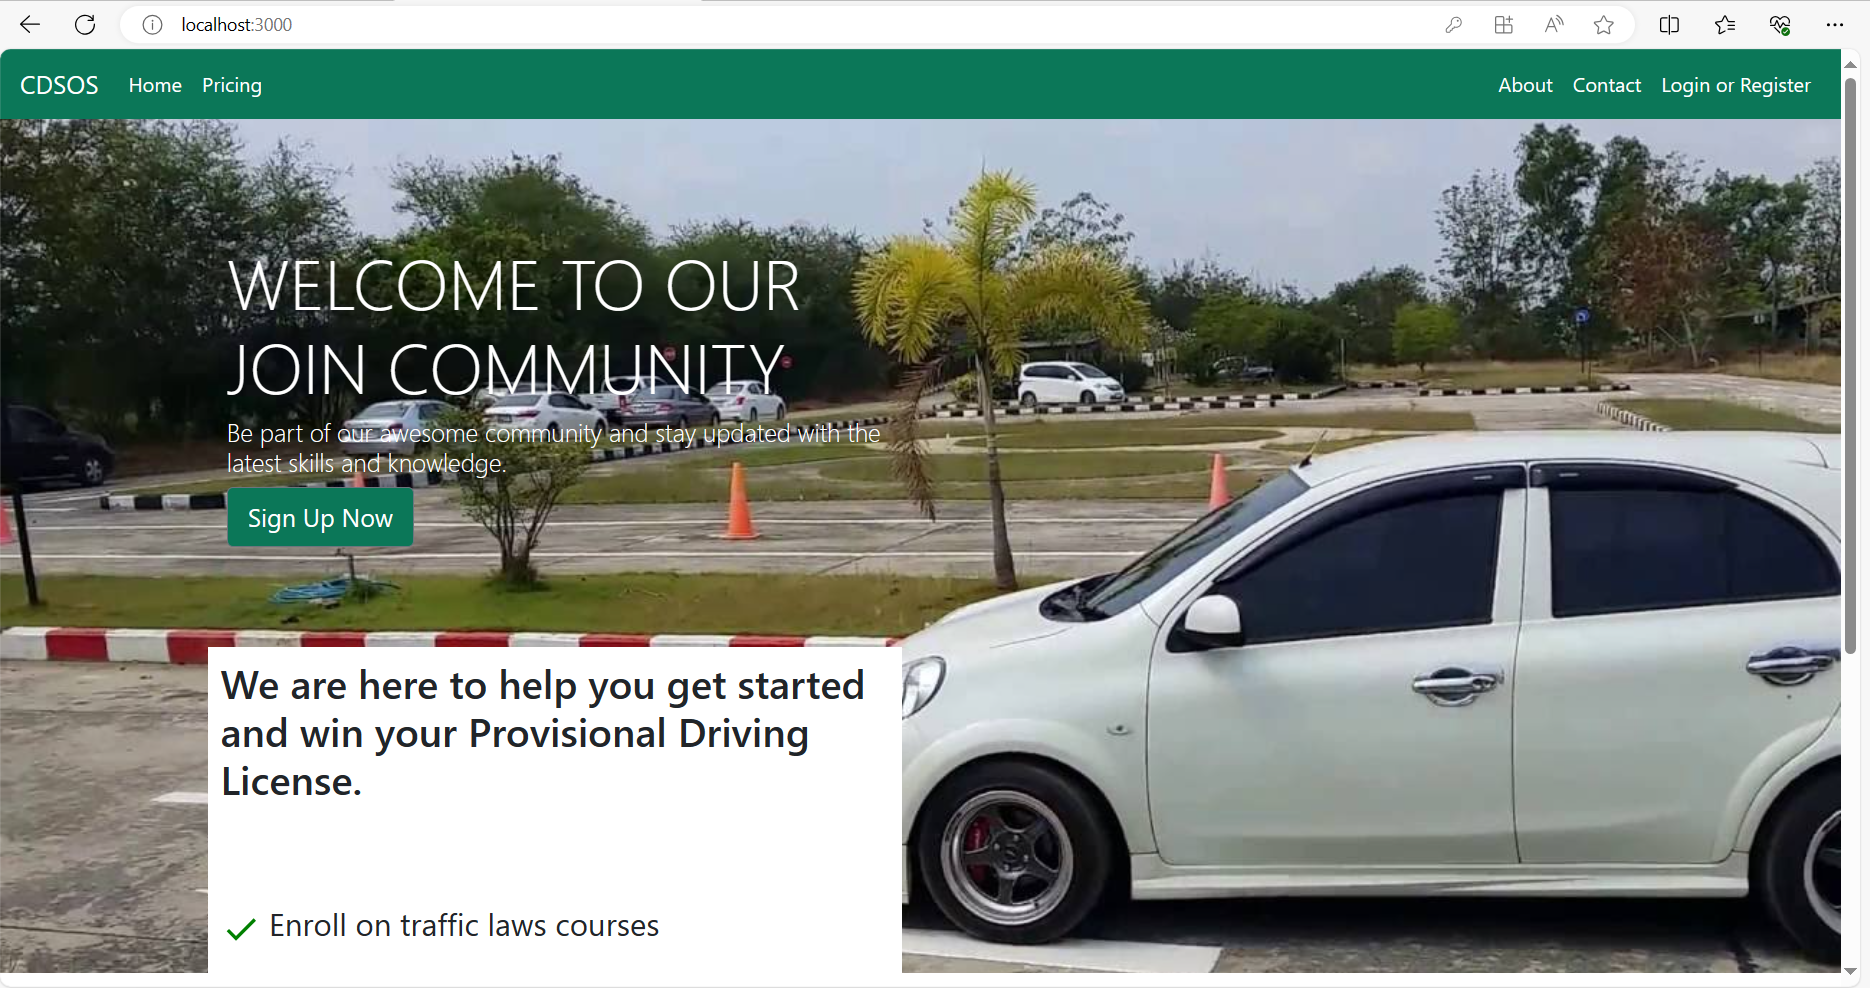 localhost:3000
CDSOS Home Pricing About Contact Login or Register
WELCOME TO OUR
JOIN COMMUNITY
Be part of our awesome community and stay updated with the
latest skills and knowledge.
Sign Up Now
We are here to help you get started
and win your Provisional Driving
License.
Enroll on traffic laws courses